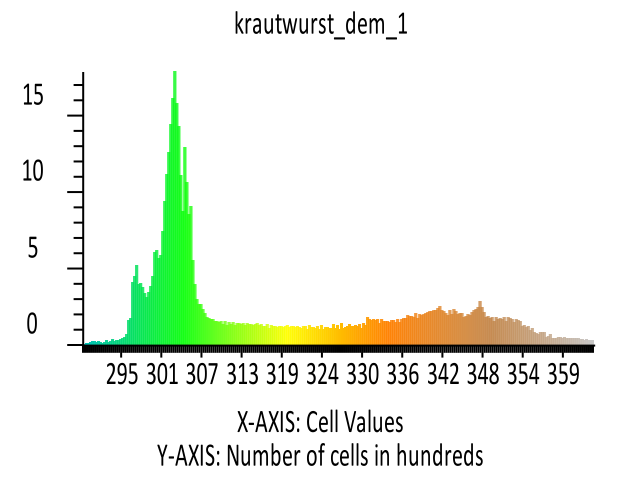 krautwurst_dem_1
15
10
5
0
295 301 307 313 319 324 330 336 342 348 354 359
X-AXIS: Cell Values
Y-AXIS: Number of cells in hundreds